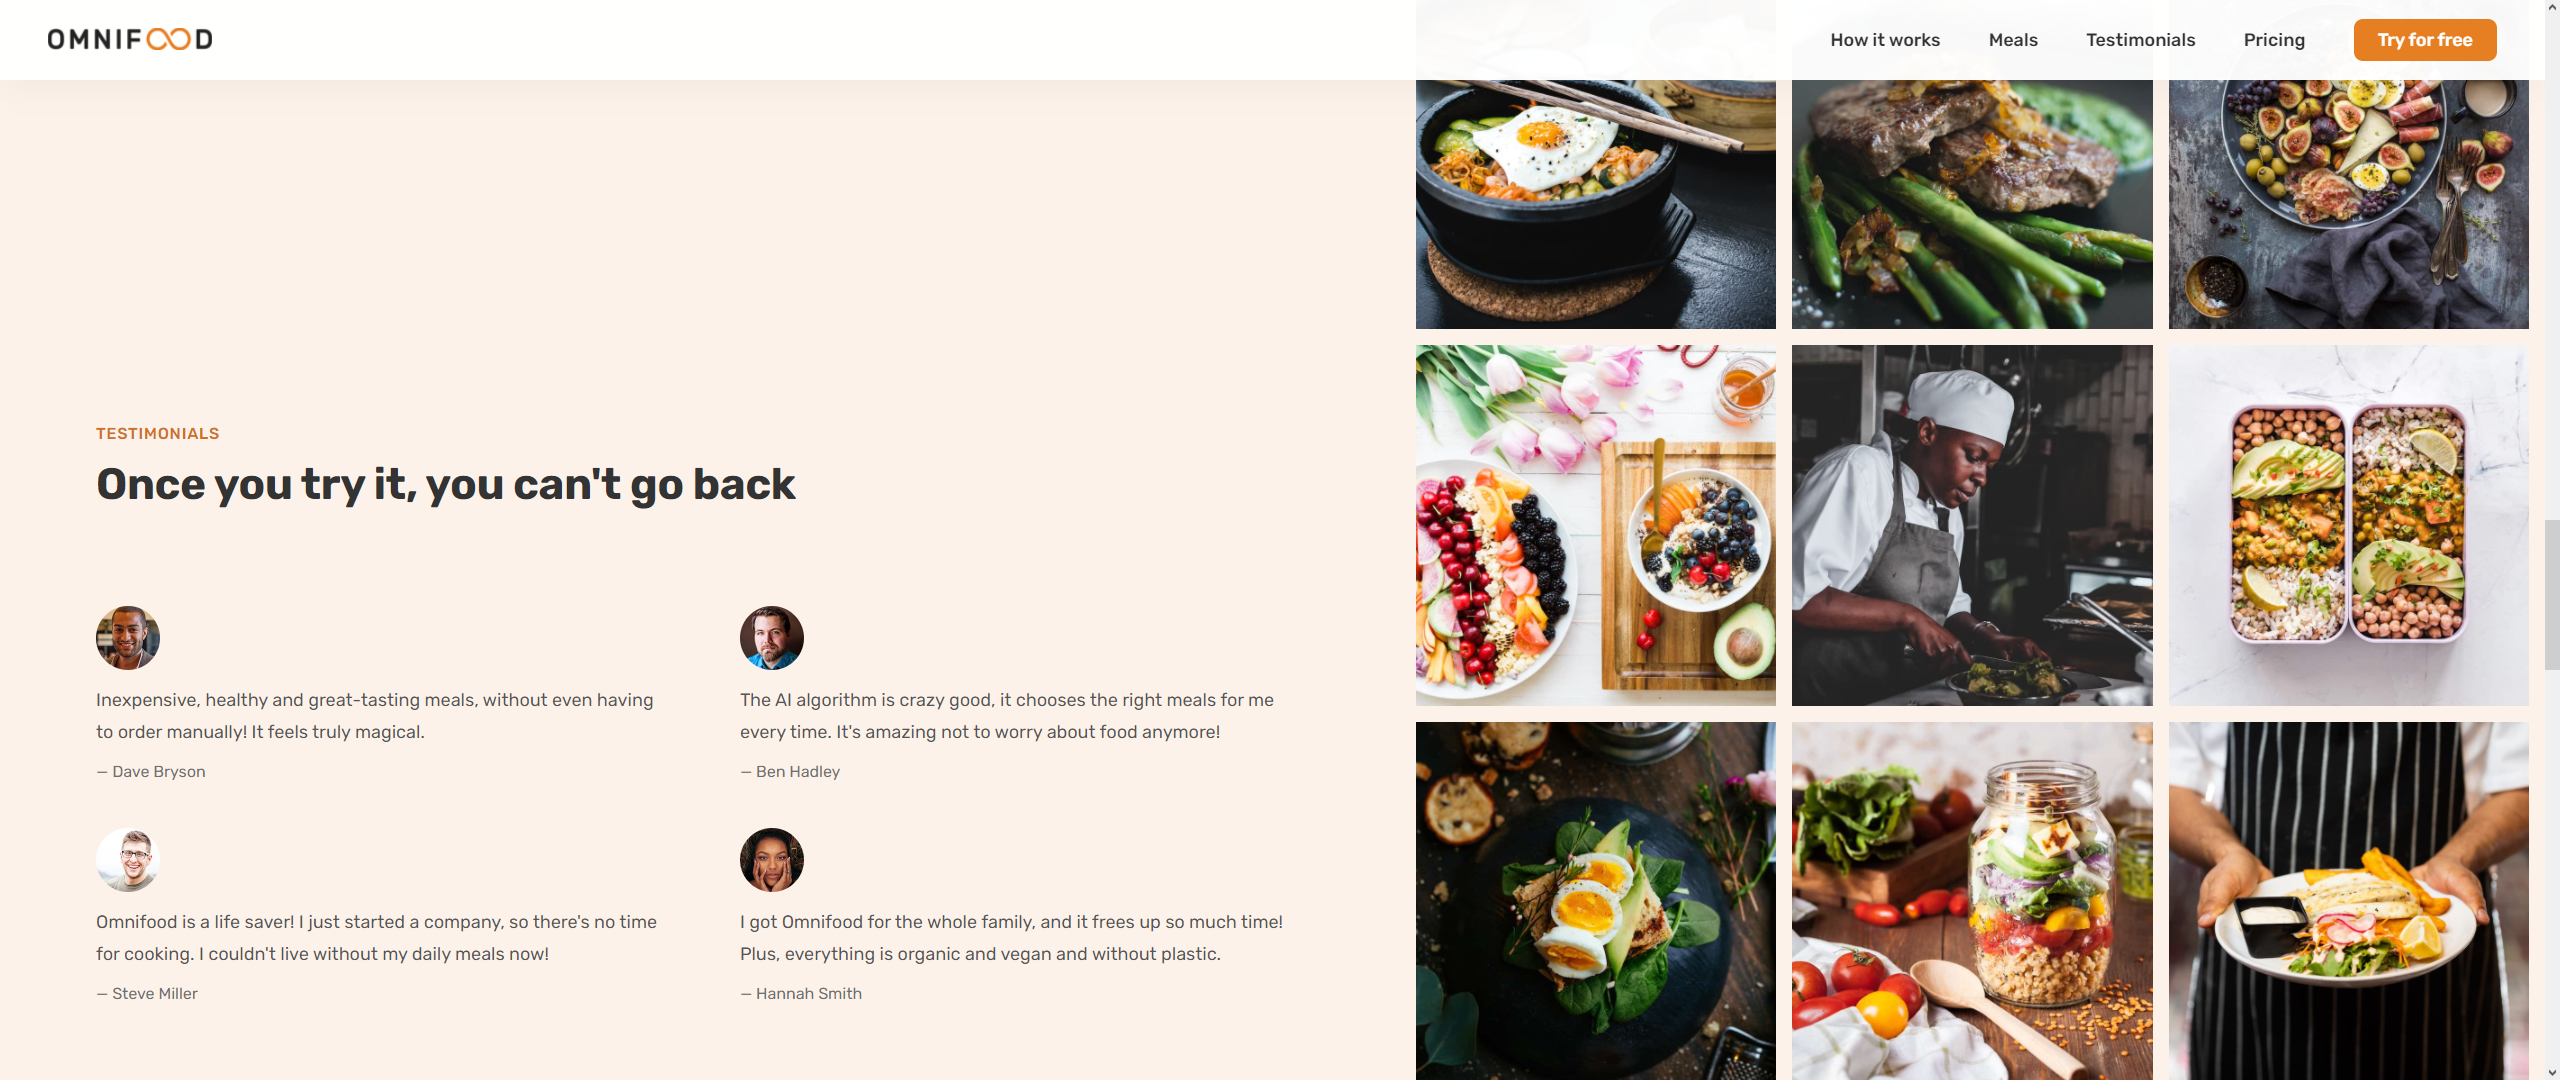 OMNIFOOD
How it works
Meals
Testimonials
Pricing
Try for free
TESTIMONIALS
Once you try it, you can't go back
Inexpensive, healthy and great-tasting meals, without even having
to order manually! It feels truly magical.
— Dave Bryson
The AI algorithm is crazy good, it chooses the right meals for me
every time. It's amazing not to worry about food anymore!
— Ben Hadley
Omnifood is a life saver! I just started a company, so there's no time
for cooking. I couldn't live without my daily meals now!
— Steve Miller
I got Omnifood for the whole family, and it frees up so much time!
Plus, everything is organic and vegan and without plastic.
— Hannah Smith